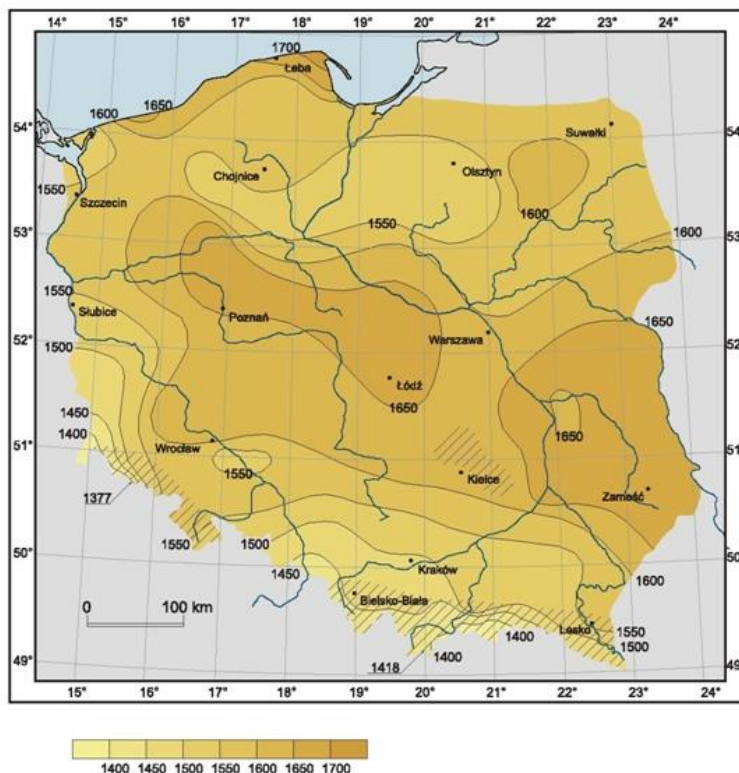 14° 15° 16° 17° 18° 19° 20° 21° 22° 23° 24°
1700
Łeba
1650
1600
54° 54°
Suwałki
Chojnice
Olsztyn
1550
Szczecin
1550
1600
53° 1600 53°
1550
Słubice
Poznań
1650
52° Warszawa 52°
1500
Łódź
1650
1450
1650
1400
51° Wrocław 51°
1550
Kielce
Zamość
1377
1550
1500
50° 50°
Kraków
1450
1600
0 100 km
Bielsko-Biała
Lesko
1550
1400
1500
1400
1418
49° 49°
15° 16° 17° 18° 19° 20° 21° 22° 23° 24°
1400 1450 1500 1550 1600 1650 1700